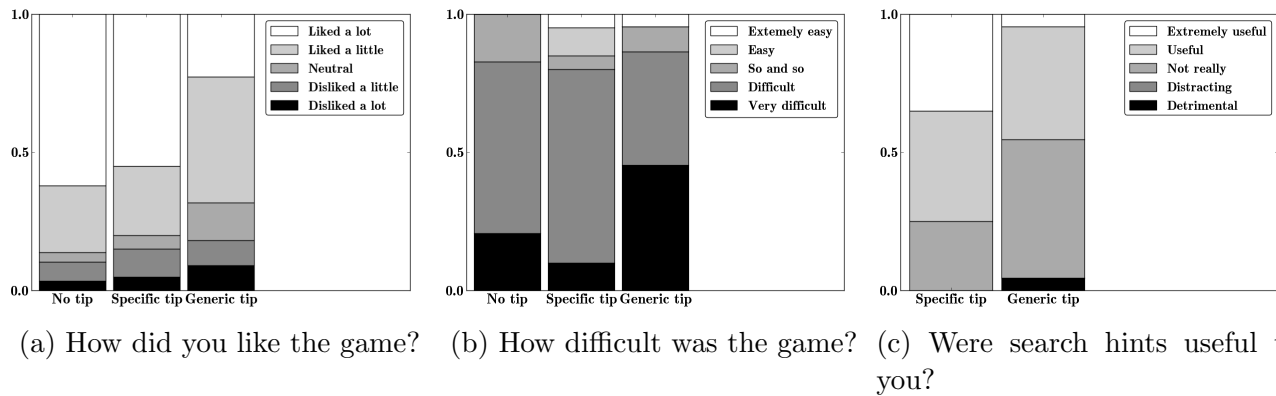 1.0
0.5
0.0
Liked a lot
Liked a little
Neutral
Disliked a little
Disliked a lot
No tip
Specific tip
Generic tip
(a) How did you like the game?
1.0
0.5
0.0
Extemely easy
Easy
So and so
Difficult
Very difficult
No tip
Specific tip
Generic tip
(b) How difficult was the game?
1.0
0.5
0.0
Extremely useful
Useful
Not really
Distracting
Detrimental
Specific tip
Generic tip
(c) Were search hints useful
you?